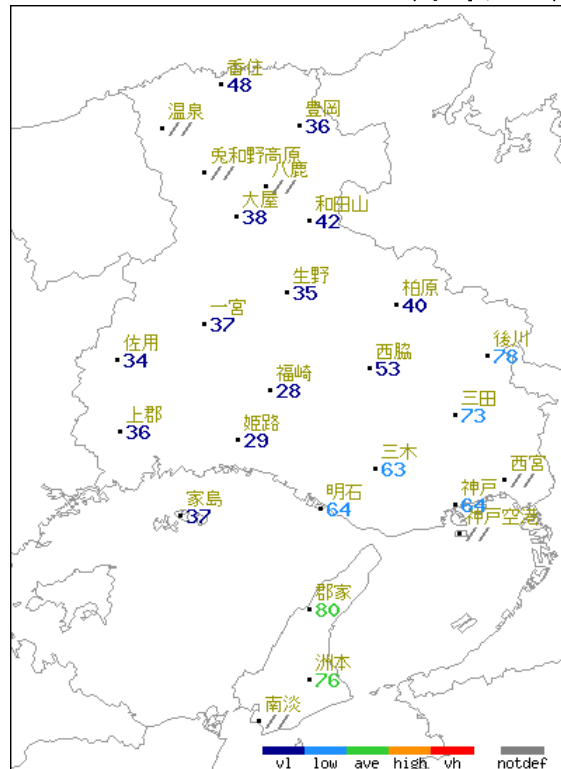 香住
48
温泉
//
豊岡
36
兎和野高原
//
八鹿
//
大屋
38
和田山
42
生野
35
柏原
40
一宮
37
佐用
34
西脇
53
後川
78
福崎
28
三田
73
上郡
36
姫路
29
三木
63
西宮
//
家島
37
明石
64
神戸
64
神戸空港
//
郡家
80
洲本
76
南淡
//
vl low ave high vh notdef